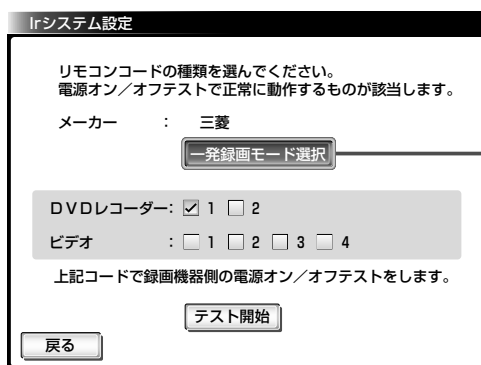 Irシステム設定
リモコンコードの種類を選んでください。
電源オン／オフテストで正常に動作するものが該当します。
メーカー ： 三菱
一発録画モード選択
ＤＶＤレコーダー： 1 2
ビデオ ： 1 2 3 4
上記コードで録画機器側の電源オン／オフテストをします。
テスト開始
戻る